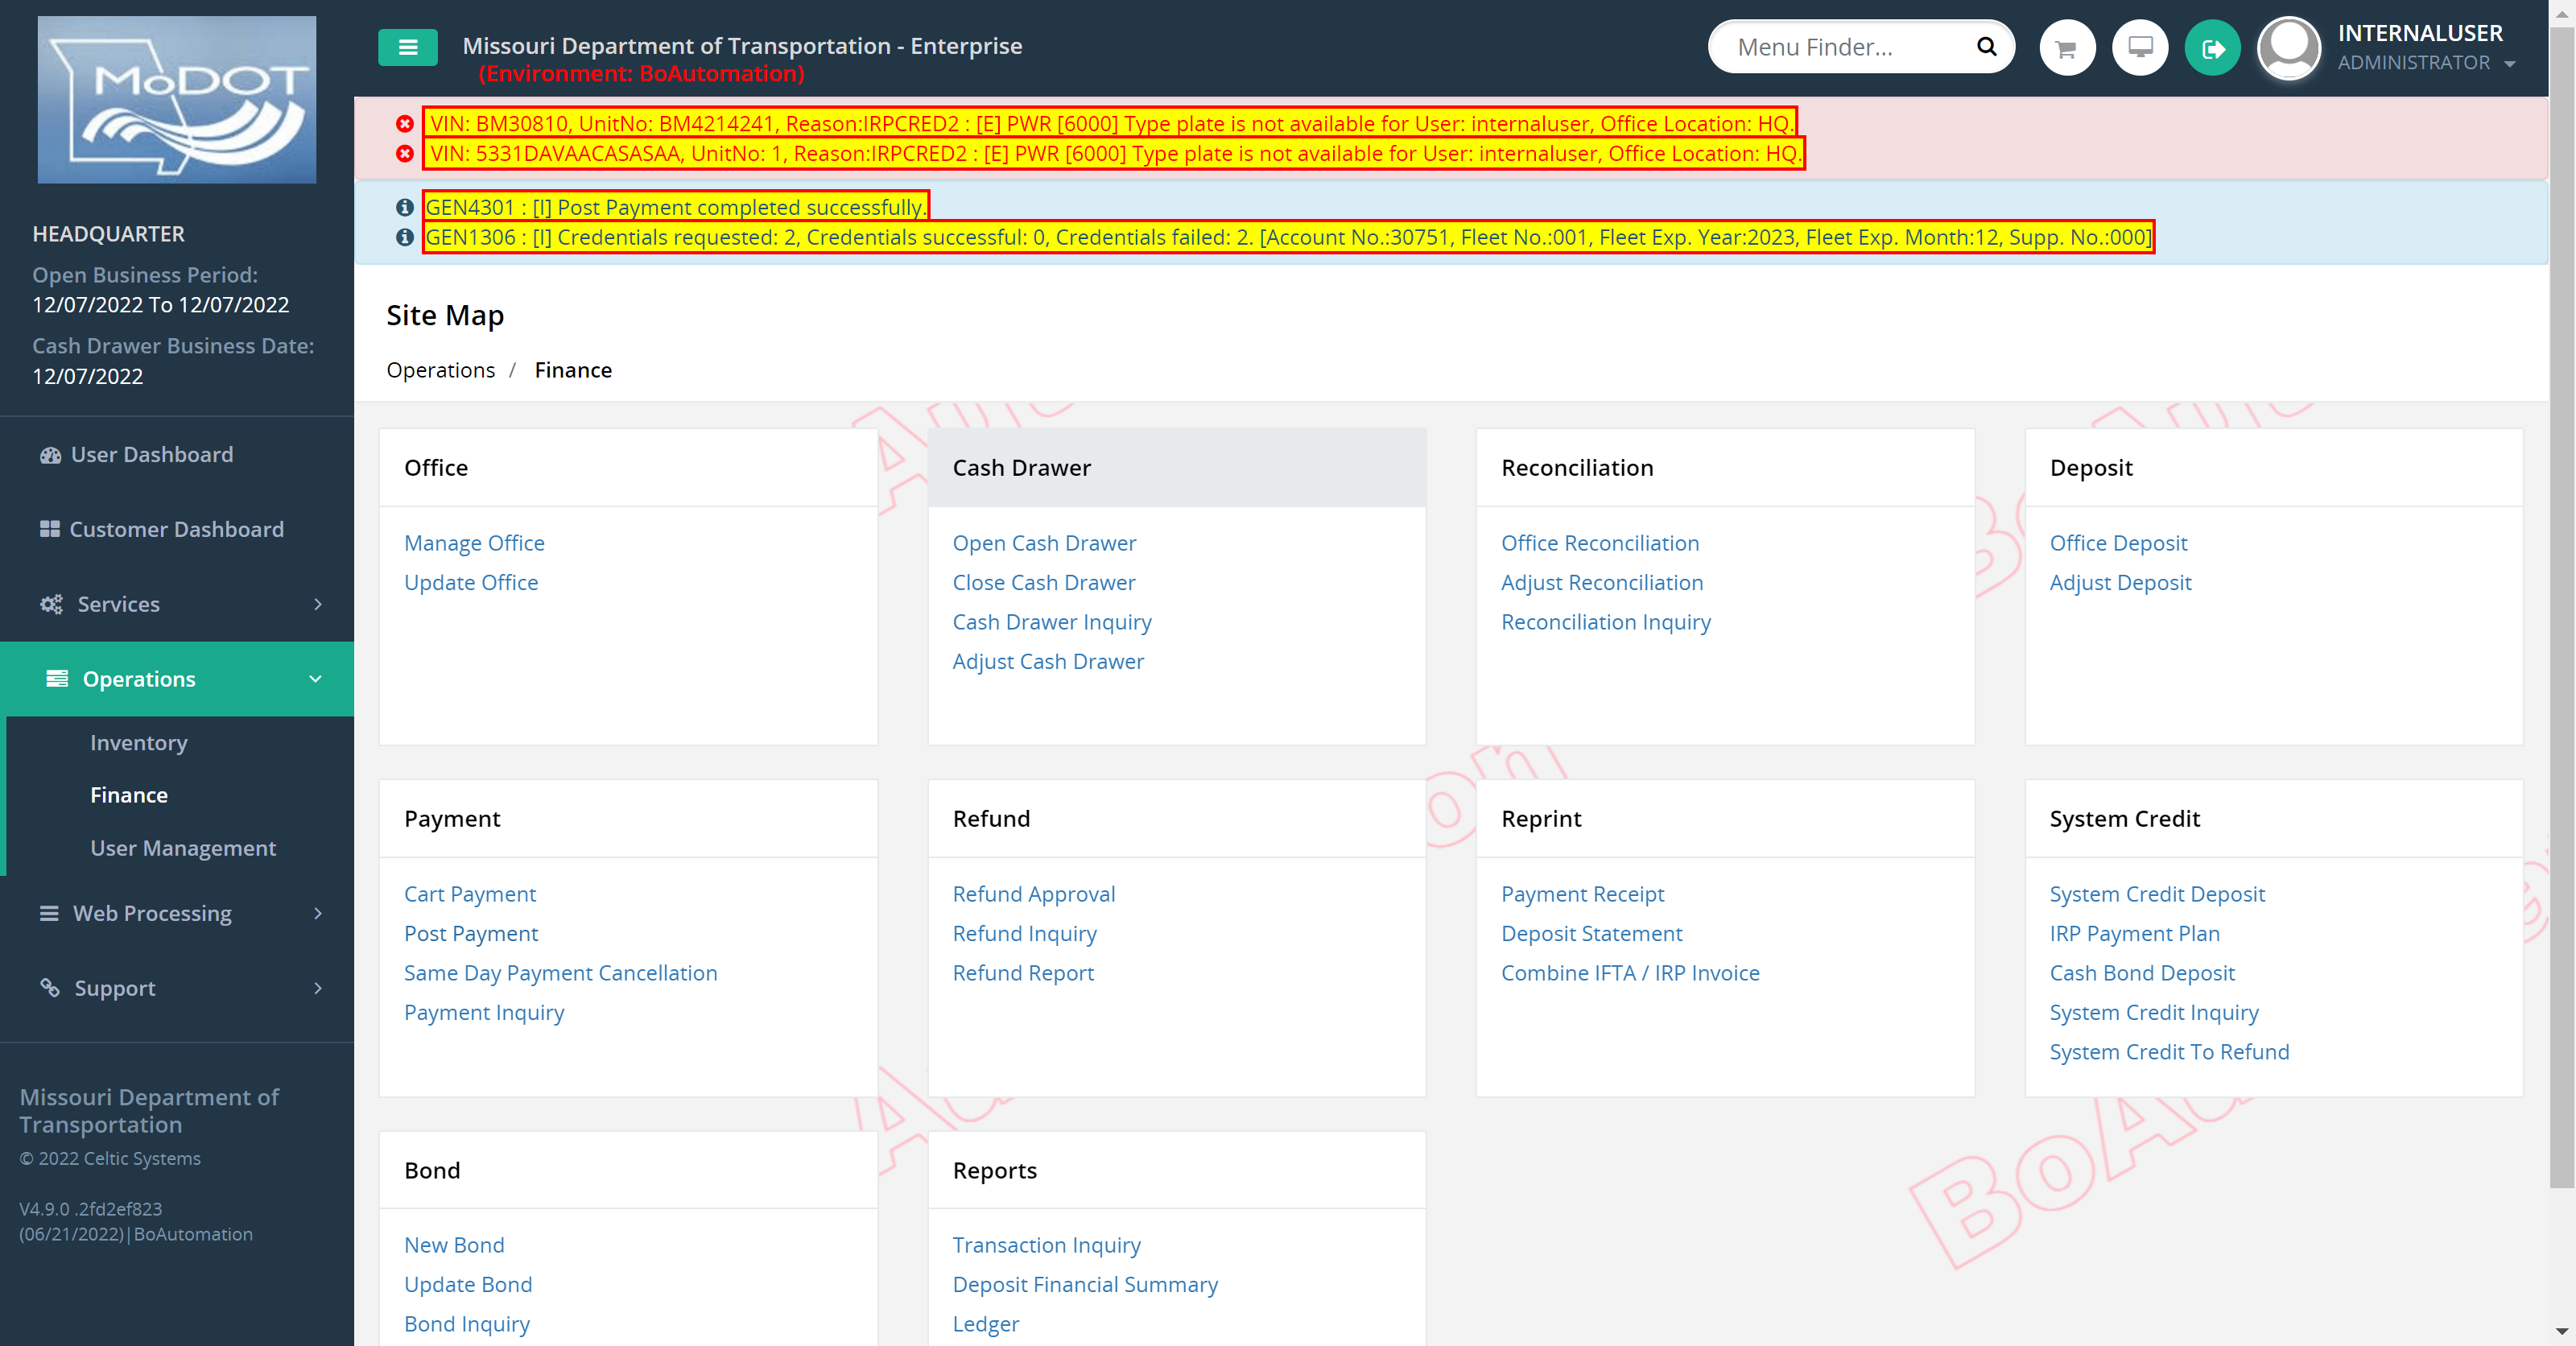 MoDOT
Missouri Department of Transportation - Enterprise
(Environment: BoAutomation)
Menu Finder...
INTERNALUSER
ADMINISTRATOR
VIN: BM30810, UnitNo: BM4214241, Reason:IRPCRED2 : [E] PWR [6000] Type plate is not available for User: internaluser, Office Location: HQ.
VIN: 5331DAVAACASASAA, UnitNo: 1, Reason:IRPCRED2 : [E] PWR [6000] Type plate is not available for User: internaluser, Office Location: HQ.
GEN4301 : [I] Post Payment completed successfully.
GEN1306 : [I] Credentials requested: 2, Credentials successful: 0, Credentials failed: 2. [Account No.:30751, Fleet No.:001, Fleet Exp. Year:2023, Fleet Exp. Month:12, Supp. No.:000]
HEADQUARTER
Open Business Period:
12/07/2022 To 12/07/2022
Cash Drawer Business Date:
12/07/2022
User Dashboard
Customer Dashboard
Services
Operations
Inventory
Finance
User Management
Web Processing
Support
Missouri Department of
Transportation
© 2022 Celtic Systems
V4.9.0 .2fd2ef823
(06/21/2022)|BoAutomation
Site Map
Operations / Finance
Office
Manage Office
Update Office
Cash Drawer
Open Cash Drawer
Close Cash Drawer
Cash Drawer Inquiry
Adjust Cash Drawer
Reconciliation
Office Reconciliation
Adjust Reconciliation
Reconciliation Inquiry
Deposit
Office Deposit
Adjust Deposit
Payment
Cart Payment
Post Payment
Same Day Payment Cancellation
Payment Inquiry
Refund
Refund Approval
Refund Inquiry
Refund Report
Reprint
Payment Receipt
Deposit Statement
Combine IFTA / IRP Invoice
System Credit
System Credit Deposit
IRP Payment Plan
Cash Bond Deposit
System Credit Inquiry
System Credit To Refund
Bond
New Bond
Update Bond
Bond Inquiry
Reports
Transaction Inquiry
Deposit Financial Summary
Ledger